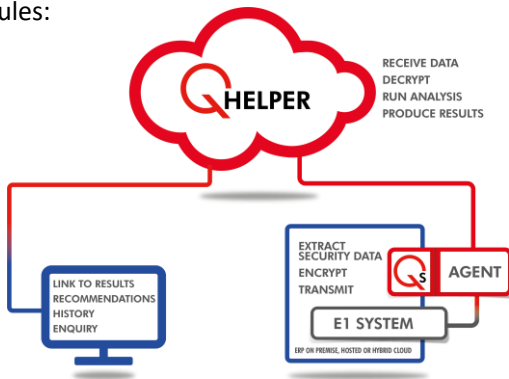 ules:
RECEIVE DATA
DECRYPT
RUN ANALYSIS
PRODUCE RESULTS
Q HELPER
LINK TO RESULTS
RECOMMENDATIONS
HISTORY
ENQUIRY
EXTRACT
SECURITY DATA
ENCRYPT
TRANSMIT
Qs AGENT
E1 SYSTEM
ERP ON PREMISE, HOSTED OR HYBRID CLOUD